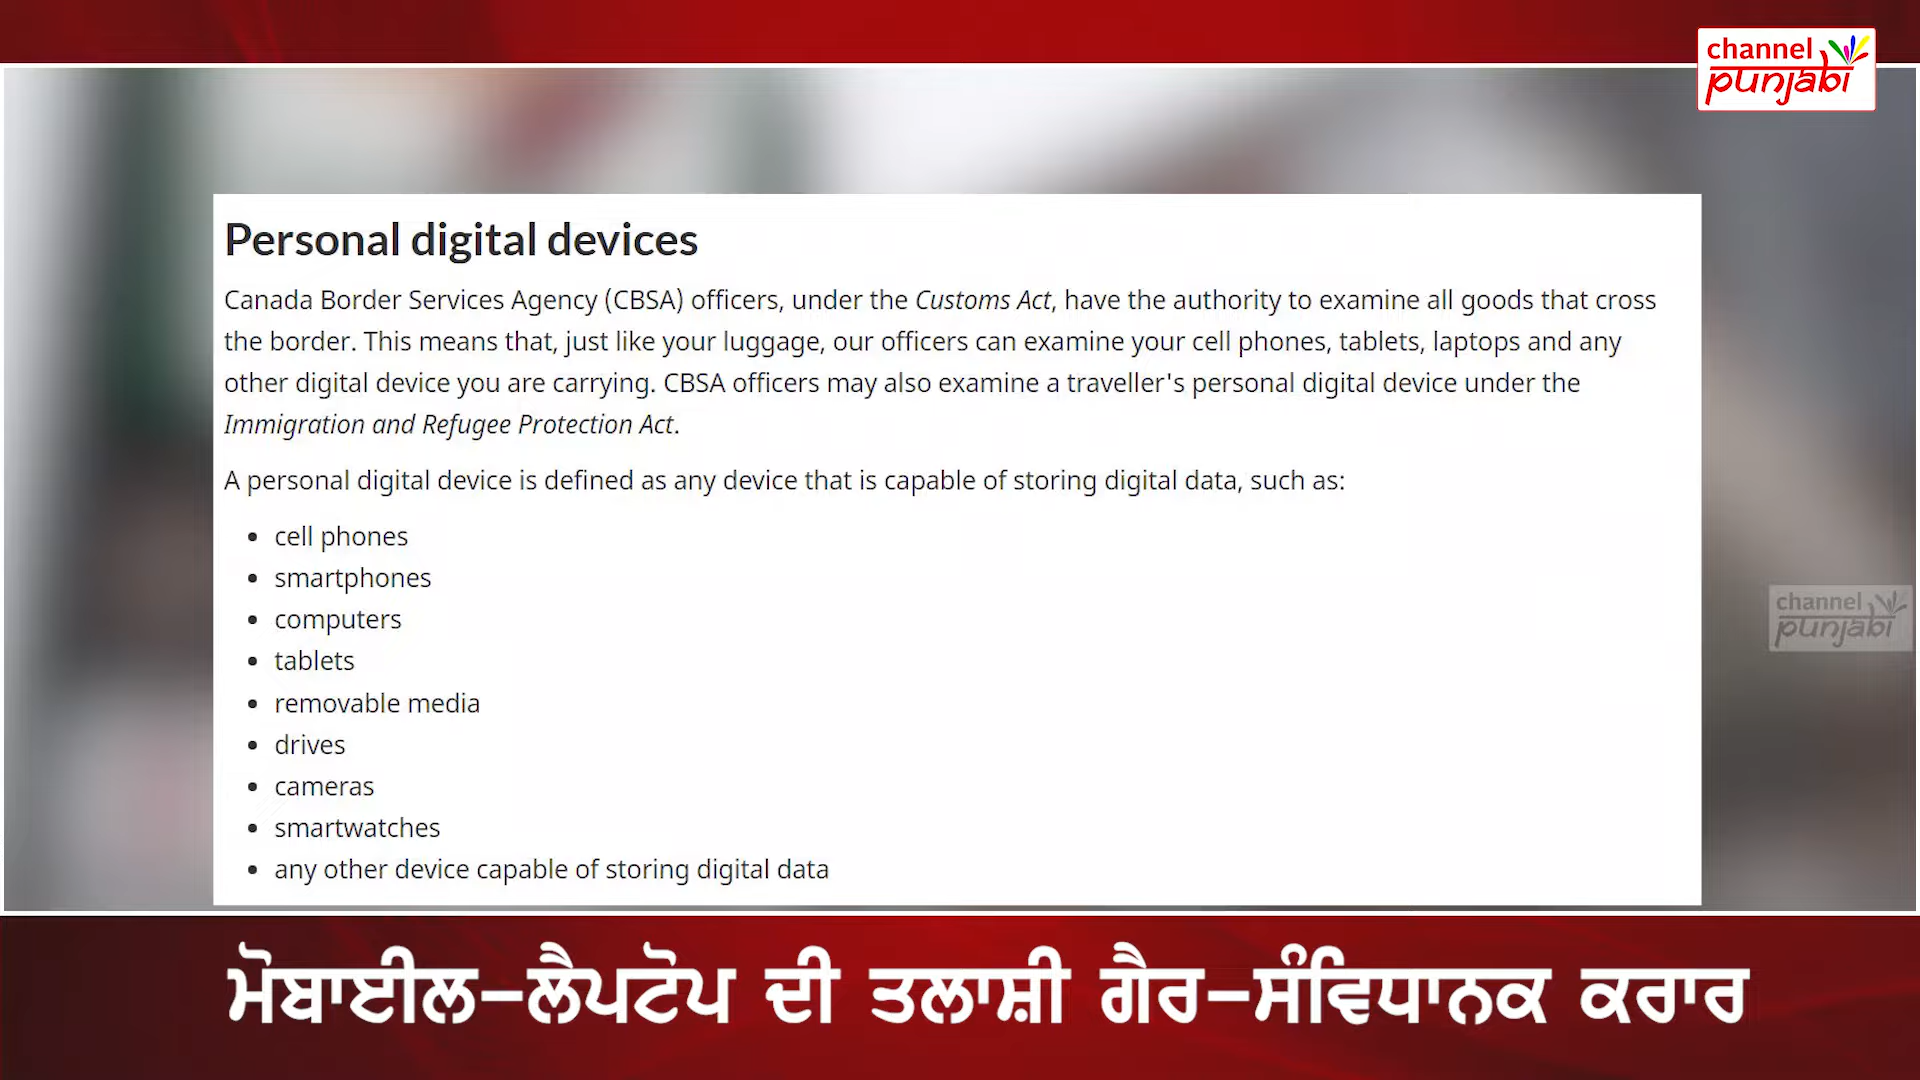 channel
punjabi
Personal digital devices
Canada Border Services Agency (CBSA) officers, under the Customs Act, have the authority to examine all goods that cross
the border. This means that, just like your luggage, our officers can examine your cell phones, tablets, laptops and any
other digital device you are carrying. CBSA officers may also examine a traveller's personal digital device under the
Immigration and Refugee Protection Act.
A personal digital device is defined as any device that is capable of storing digital data, such as:
• cell phones
• smartphones
• computers
• tablets
• removable media
• drives
• cameras
• smartwatches
• any other device capable of storing digital data
channel
punjabi
ਮੋਬਾਈਲ-ਲੈਪਟੋਪ ਦੀ ਤਲਾਸ਼ੀ ਗੈਰ-ਸੰਵਿਧਾਨਕ ਕਰਾਰ